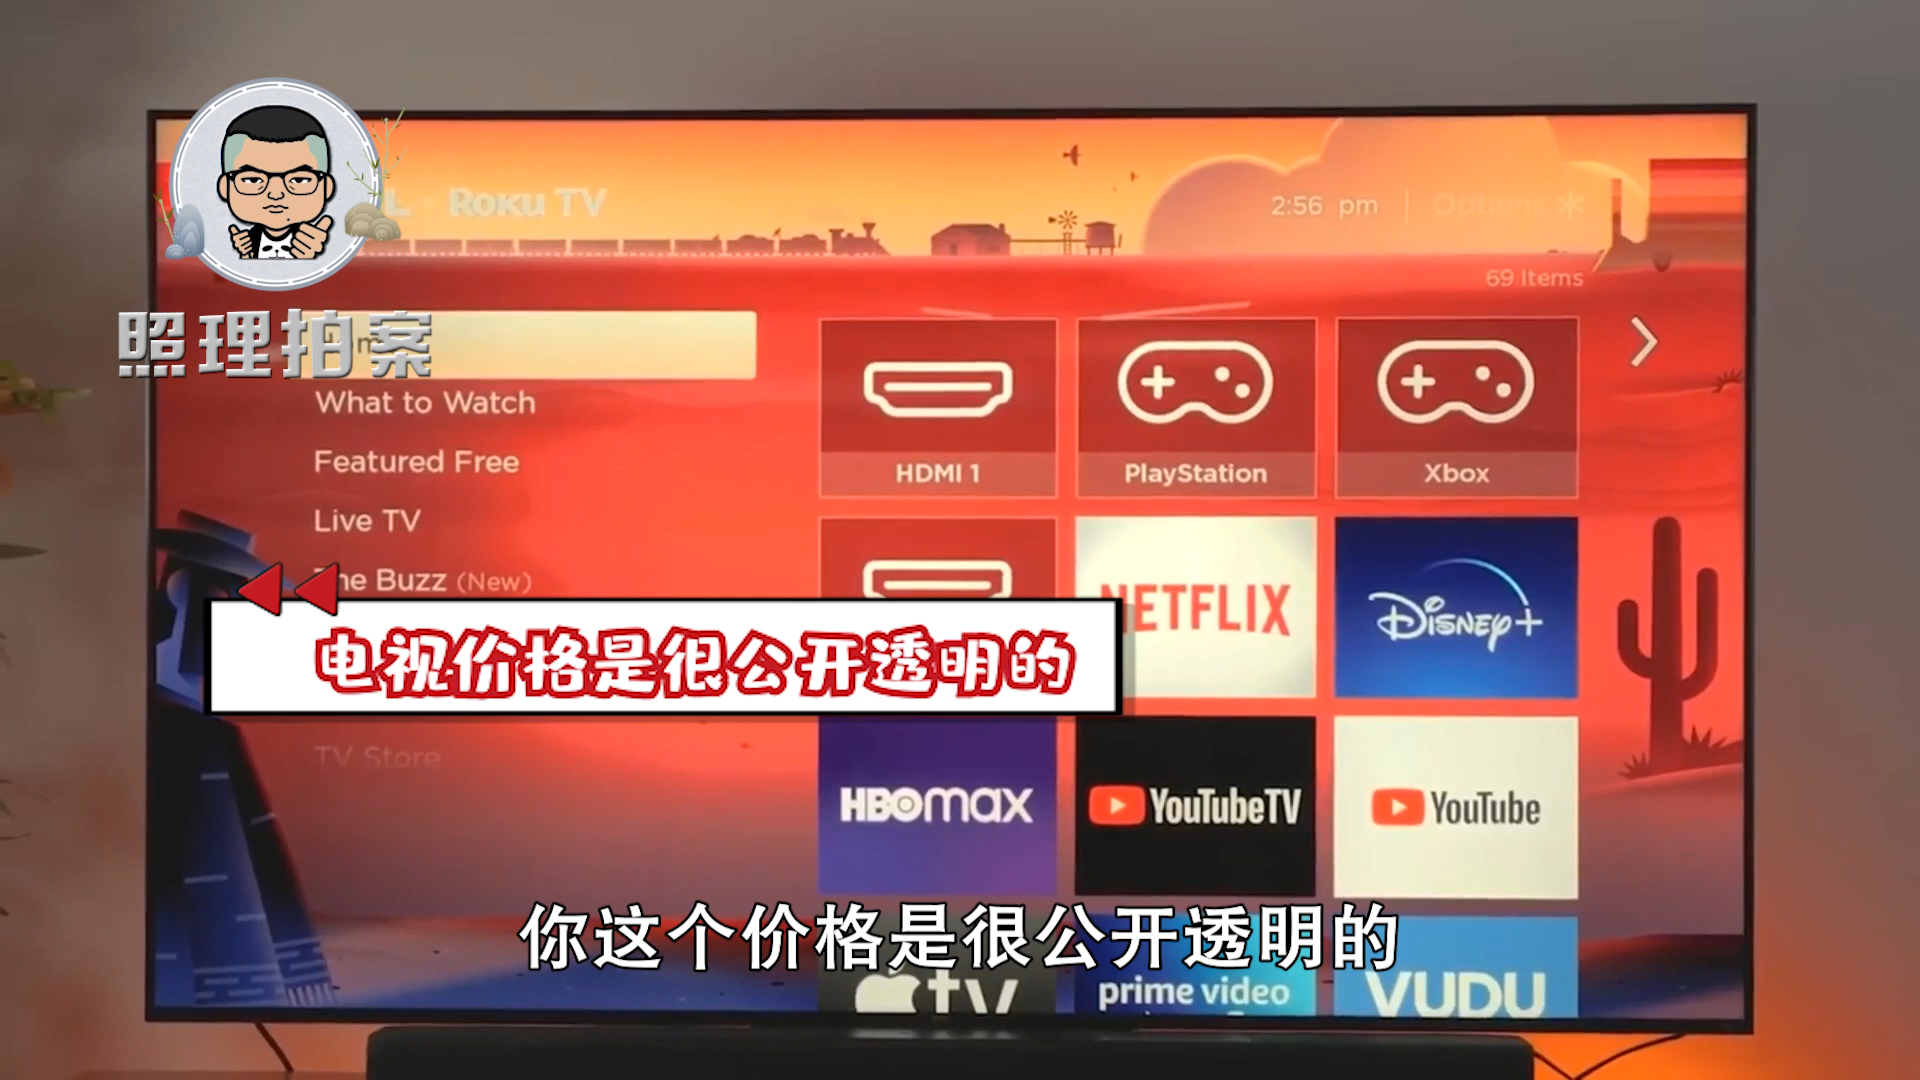 Roku TV
2:56 pm
Options
69 Items
照理拍案
What to Watch
Featured Free
Live TV
The Buzz (New)
TV Store
HDMI 1
PlayStation
Xbox
NETFLIX
Disney+
电视价格是很公开透明的
HBOMAX
YouTubeTV
YouTube
你这个价格是很公开透明的
tv
prime video
VUDU